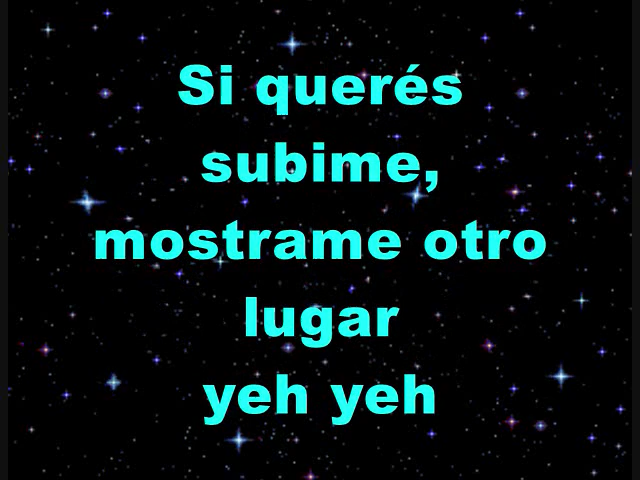 Si querés
subime,
mostrame otro
lugar
yeh yeh